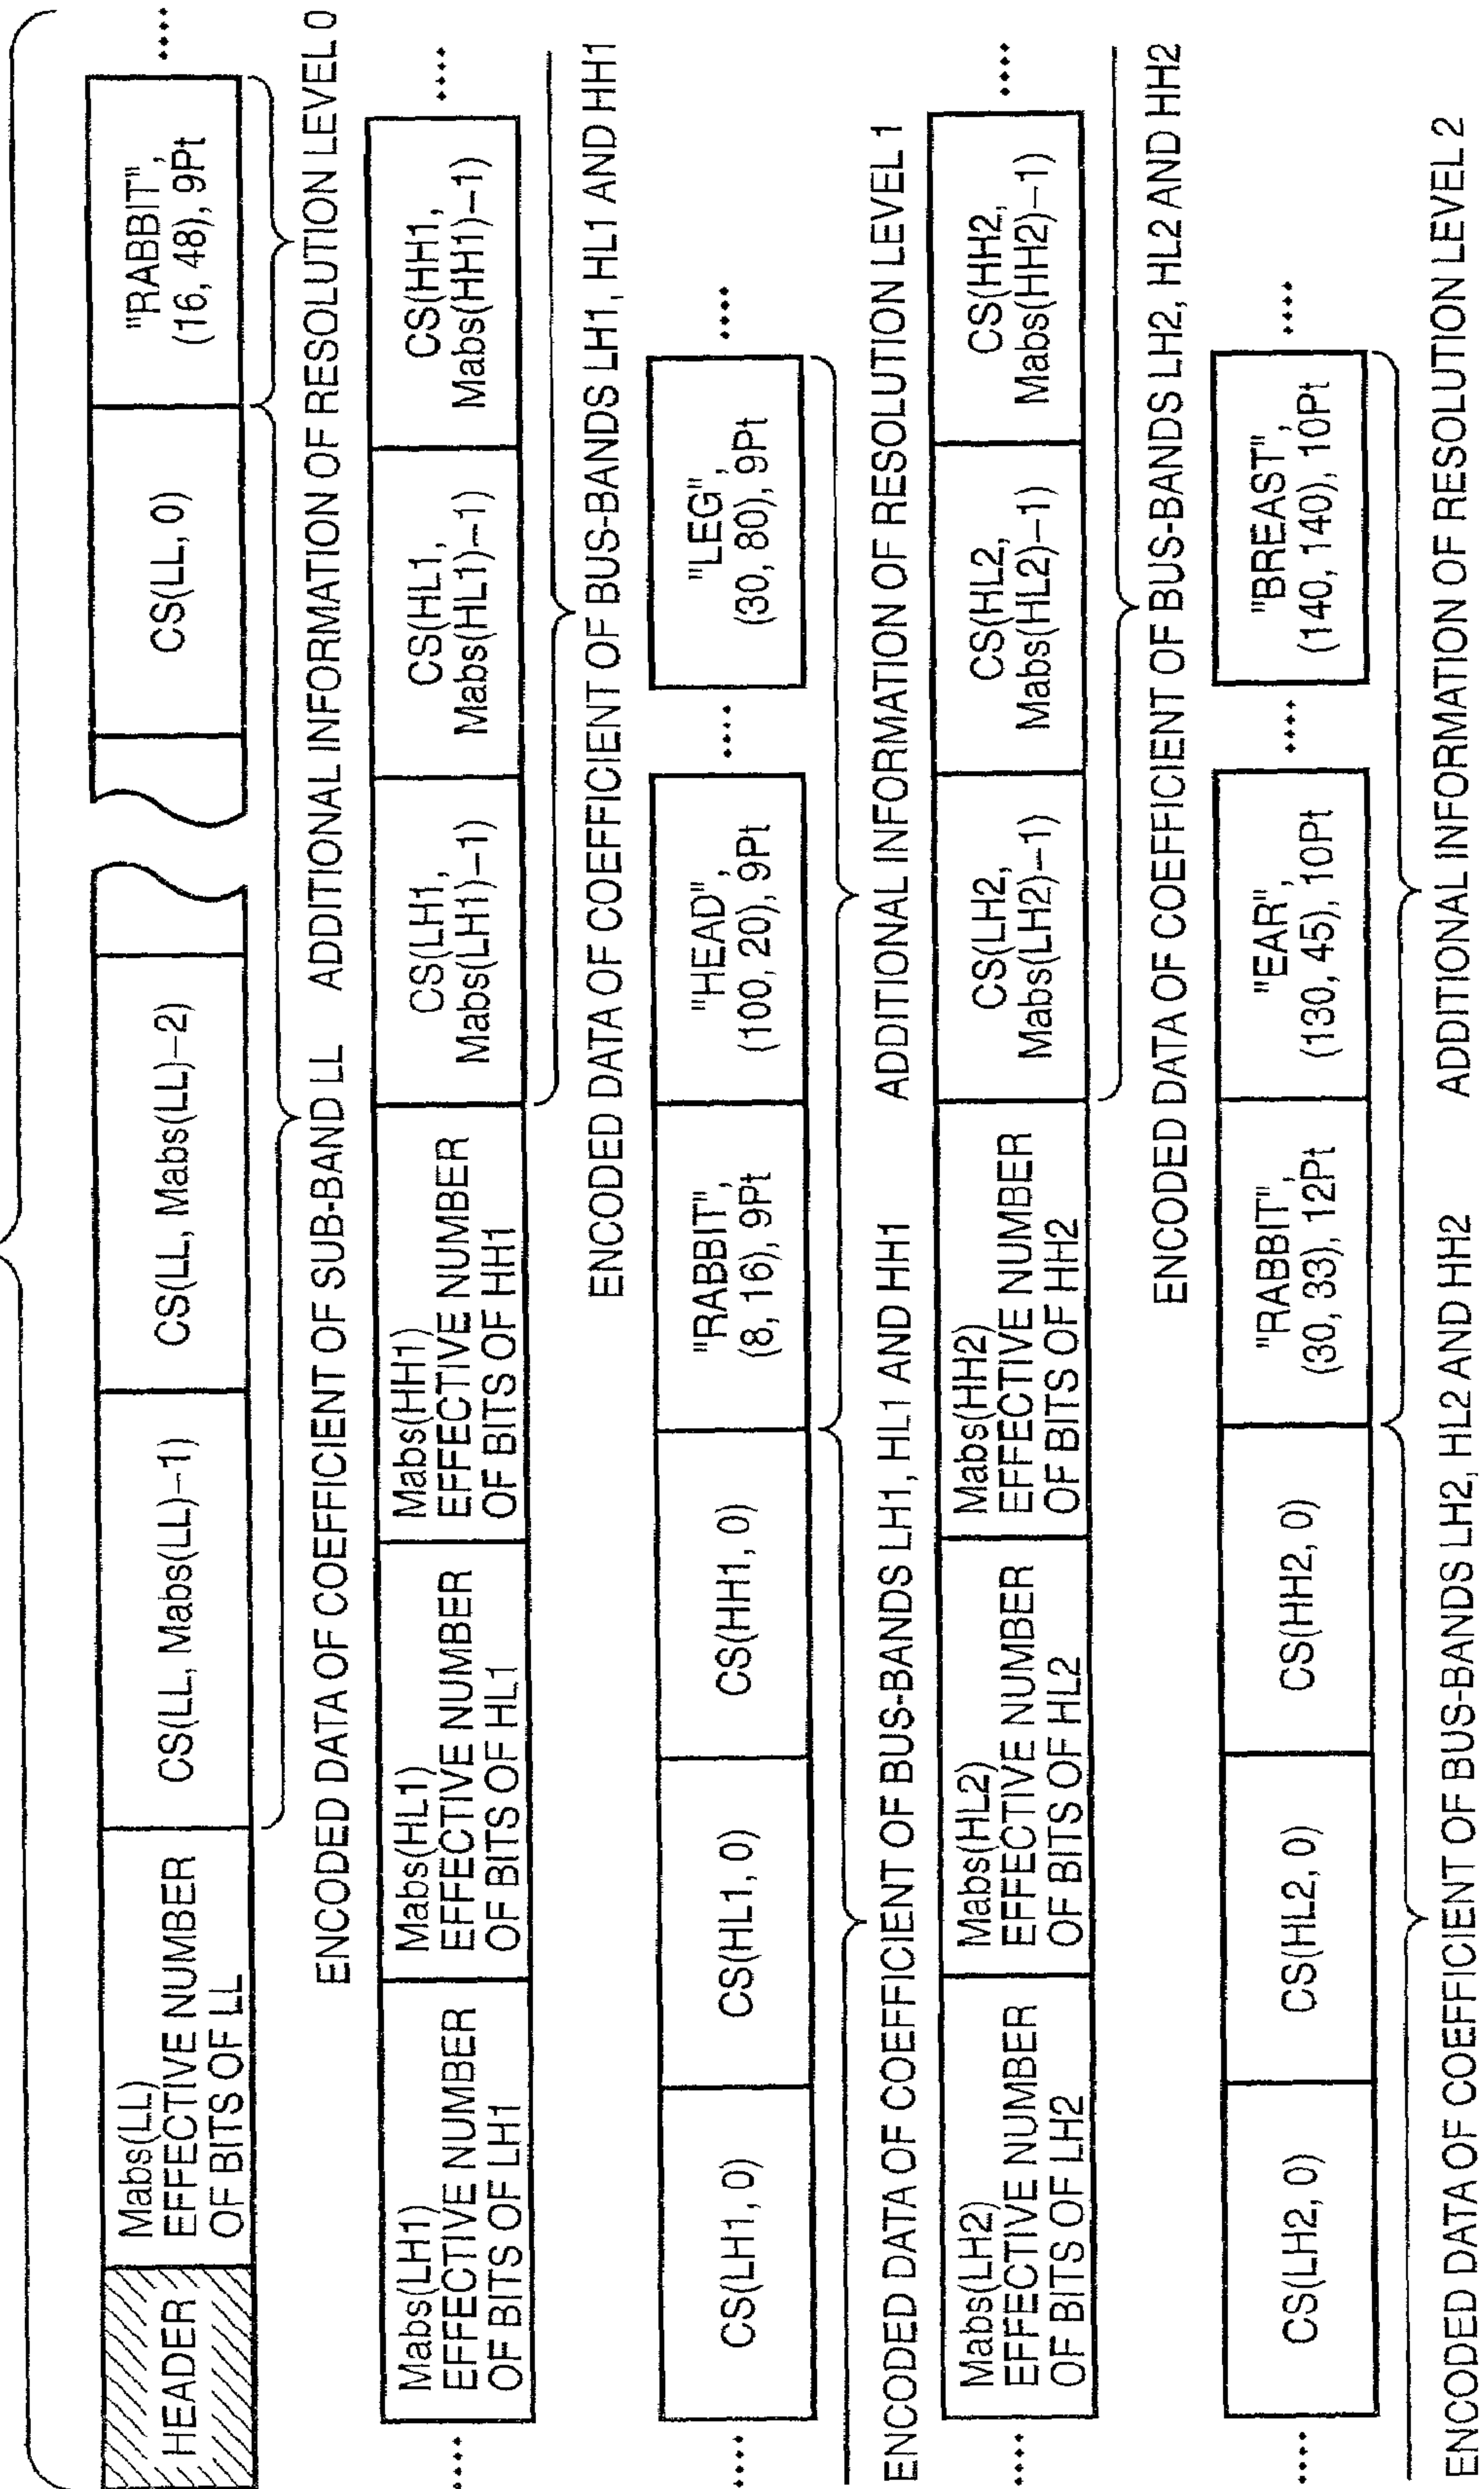 HEADER
Mabs(LL)
EFFECTIVE NUMBER
OF BITS OF LL
CS(LL, Mabs(LL)-1)
CS(LL, Mabs(LL)-2)
CS(LL, 0)
"RABBIT",
(16, 48), 9Pt
....
ENCODED DATA OF COEFFICIENT OF SUB-BAND LL
ADDITIONAL INFORMATION OF RESOLUTION LEVEL 0
....
Mabs(LH1)
EFFECTIVE NUMBER
OF BITS OF LH1
Mabs(HL1)
EFFECTIVE NUMBER
OF BITS OF HL1
Mabs(HH1)
EFFECTIVE NUMBER
OF BITS OF HH1
CS(LH1,
Mabs(LH1)-1)
CS(HL1,
Mabs(HL1)-1)
CS(HH1,
Mabs(HH1)-1)
....
ENCODED DATA OF COEFFICIENT OF BUS-BANDS LH1, HL1 AND HH1
....
CS(LH1, 0)
CS(HL1, 0)
CS(HH1, 0)
"RABBIT",
(8, 16), 9Pt
"HEAD",
(100, 20), 9Pt
....
"LEG",
(30, 80), 9Pt
....
ENCODED DATA OF COEFFICIENT OF BUS-BANDS LH1, HL1 AND HH1
ADDITIONAL INFORMATION OF RESOLUTION LEVEL 1
....
Mabs(LH2)
EFFECTIVE NUMBER
OF BITS OF LH2
Mabs(HL2)
EFFECTIVE NUMBER
OF BITS OF HL2
Mabs(HH2)
EFFECTIVE NUMBER
OF BITS OF HH2
CS(LH2,
Mabs(LH2)-1)
CS(HL2,
Mabs(HL2)-1)
CS(HH2,
Mabs(HH2)-1)
....
ENCODED DATA OF COEFFICIENT OF BUS-BANDS LH2, HL2 AND HH2
....
CS(LH2, 0)
CS(HL2, 0)
CS(HH2, 0)
"RABBIT",
(30, 33), 12Pt
"EAR",
(130, 45), 10Pt
....
"BREAST",
(140, 140), 10Pt
....
ENCODED DATA OF COEFFICIENT OF BUS-BANDS LH2, HL2 AND HH2
ADDITIONAL INFORMATION OF RESOLUTION LEVEL 2